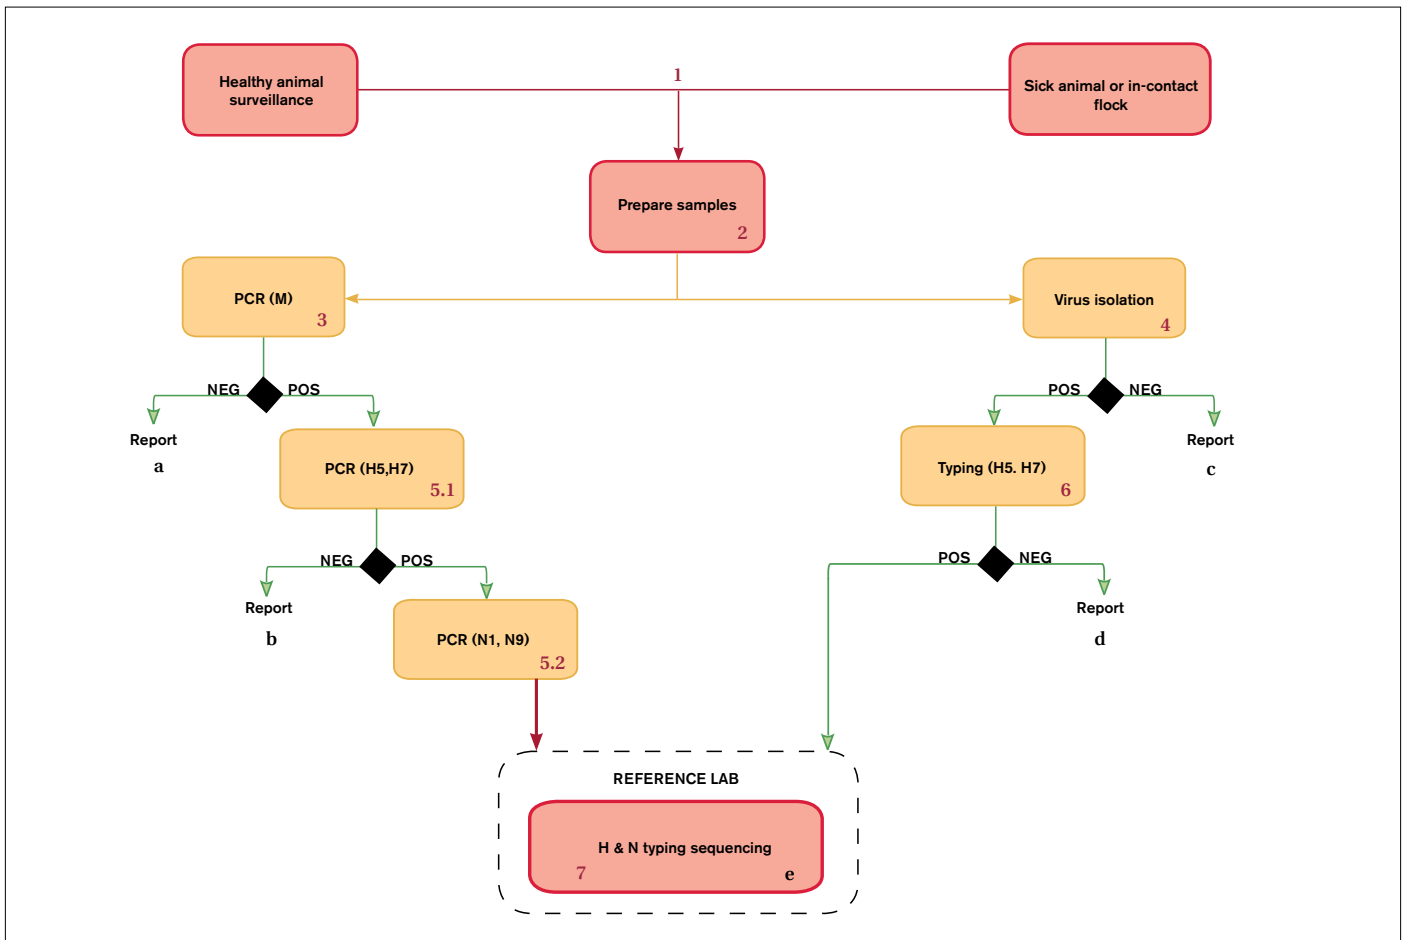 Healthy animal
surveillance
1
Sick animal or in-contact
flock
Prepare samples
2
PCR (M)
3
Virus isolation
4
NEG
POS
POS
NEG
Report
a
PCR (H5,H7)
5.1
Typing (H5. H7)
6
Report
c
NEG
POS
POS
NEG
Report
b
PCR (N1, N9)
5.2
Report
d
REFERENCE LAB
H & N typing sequencing
7
e